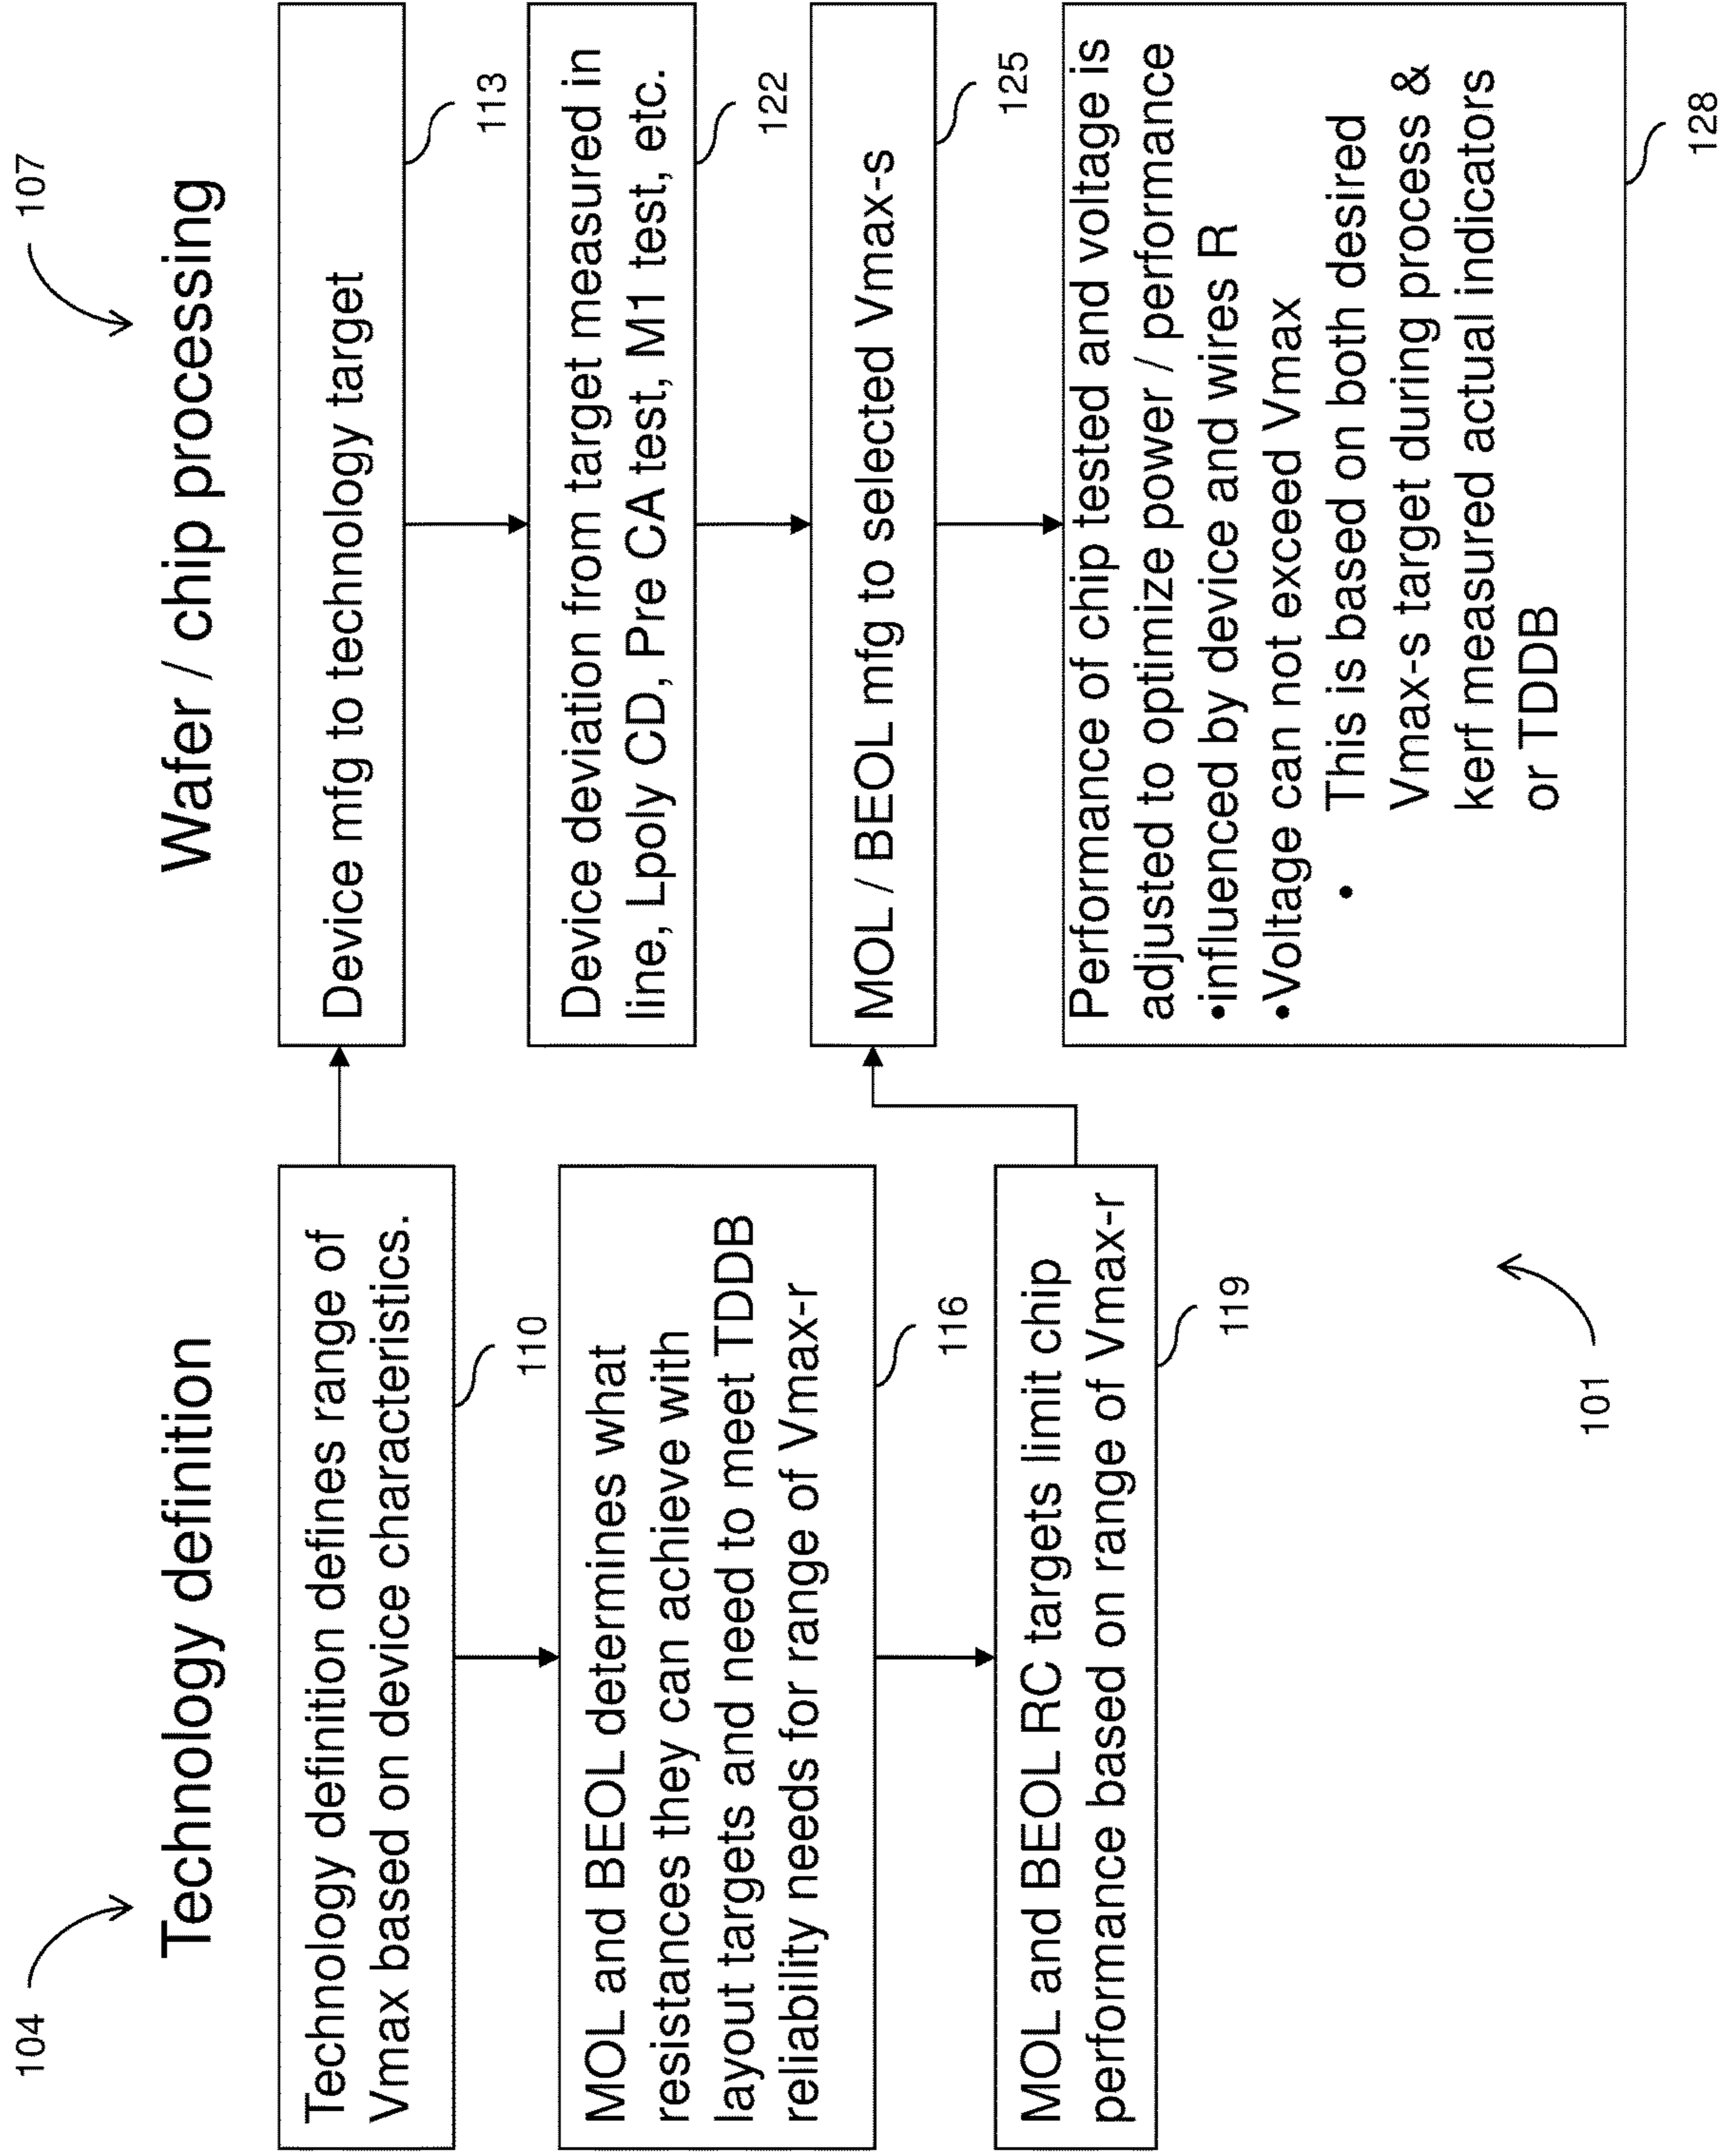 104
Technology definition
Technology definition defines range of
Vmax based on device characteristics.
110
MOL and BEOL determines what
resistances they can achieve with
layout targets and need to meet TDDB
reliability needs for range of Vmax-r
116
MOL and BEOL RC targets limit chip
performance based on range of Vmax-r
119
101
107
Wafer / chip processing
Device mfg to technology target
113
Device deviation from target measured in
line, Lpoly CD, Pre CA test, M1 test, etc.
122
MOL / BEOL mfg to selected Vmax-s
125
Performance of chip tested and voltage is
adjusted to optimize power / performance
•influenced by device and wires R
•Voltage can not exceed Vmax
• This is based on both desired
Vmax-s target during process &
kerf measured actual indicators
or TDDB
128